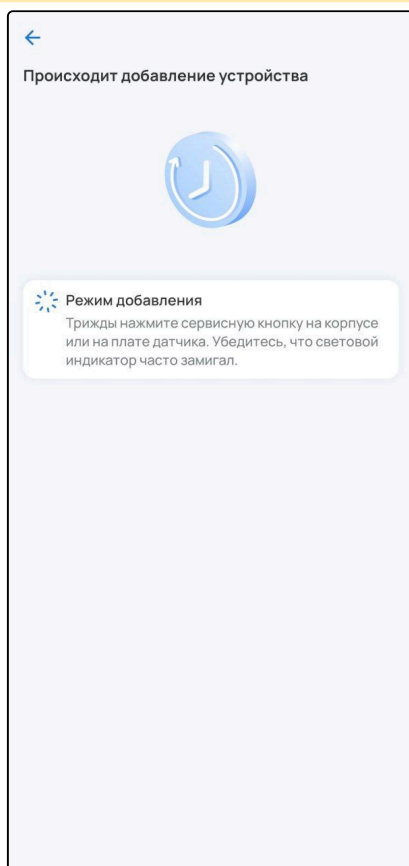 Происходит добавление устройства
Режим добавления
Трижды нажмите сервисную кнопку на корпусе
или на плате датчика. Убедитесь, что световой
индикатор часто замигал.